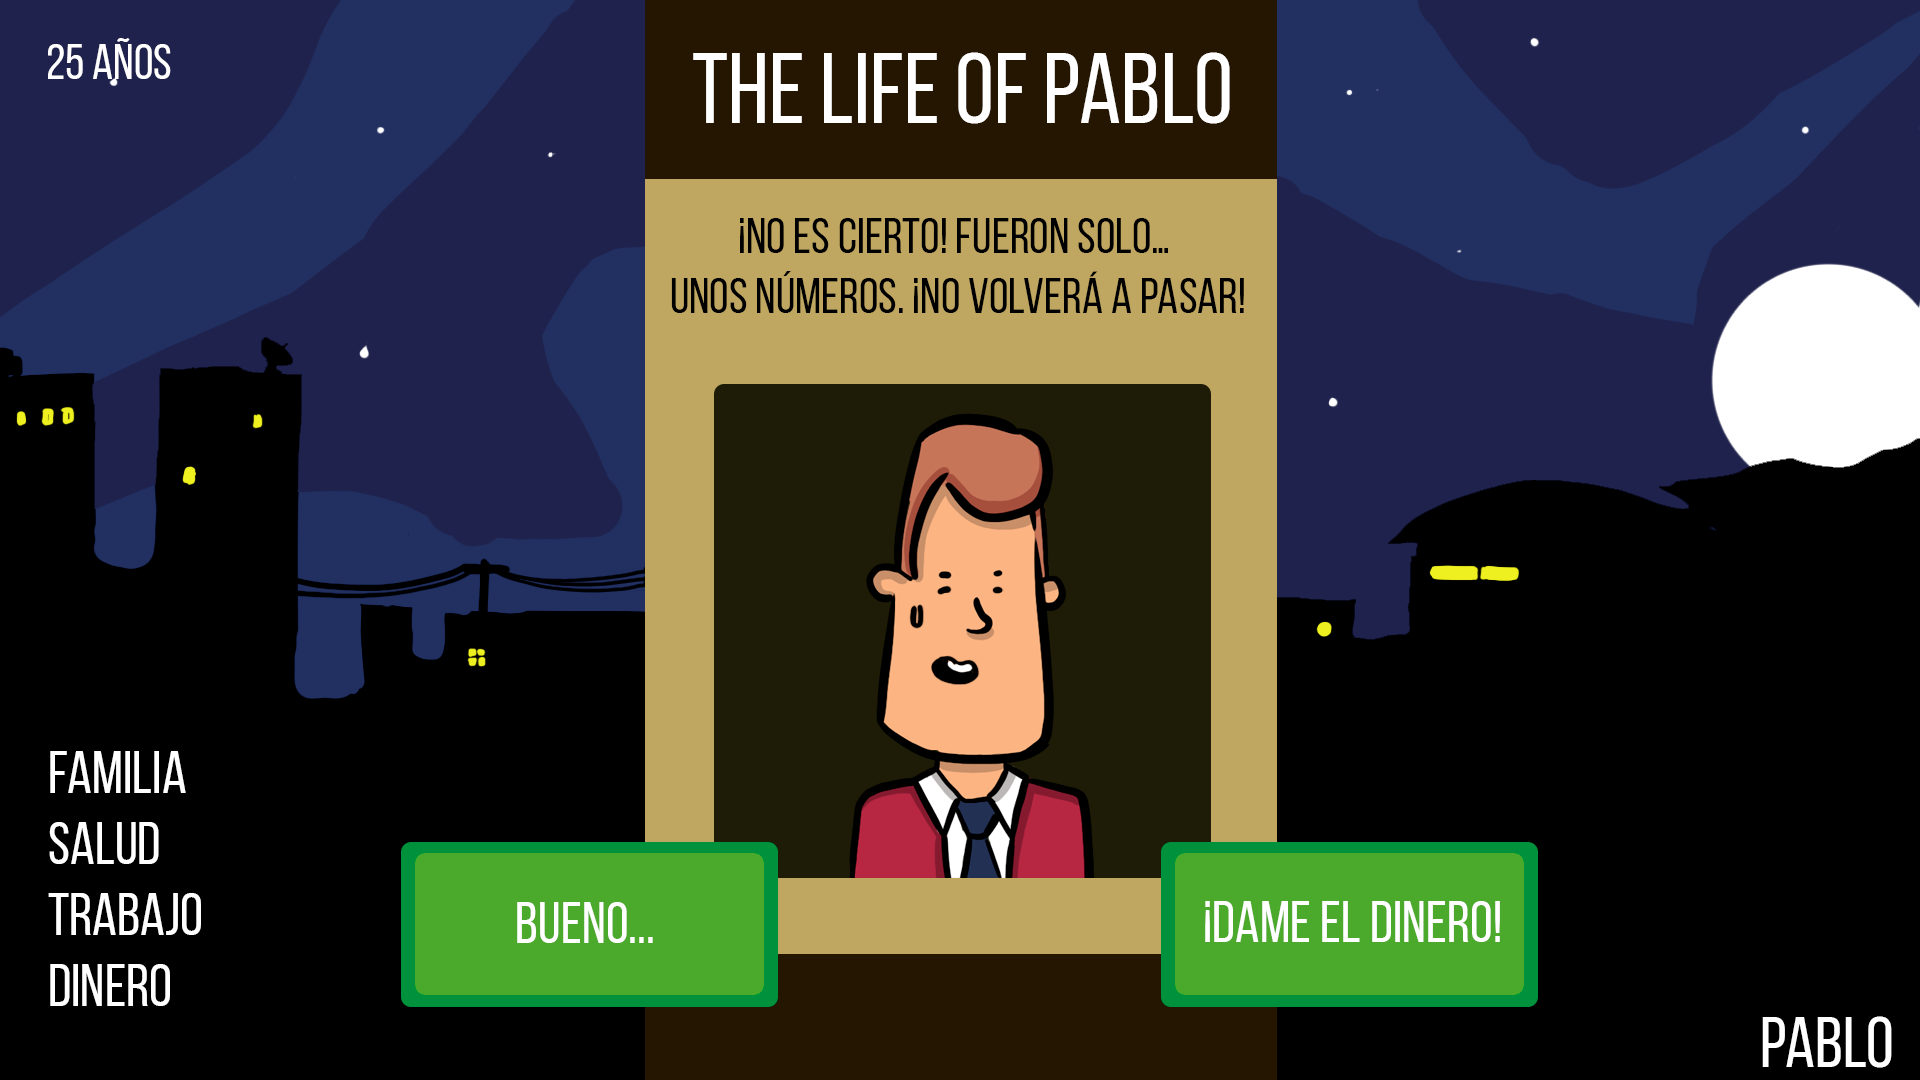 25 AÑOS
THE LIFE OF PABLO
¡NO ES CIERTO! FUERON SOLO...
UNOS NÚMEROS. ¡NO VOLVERÁ A PASAR!
FAMILIA
SALUD
TRABAJO
DINERO
BUENO...
¡DAME EL DINERO!
PABLO